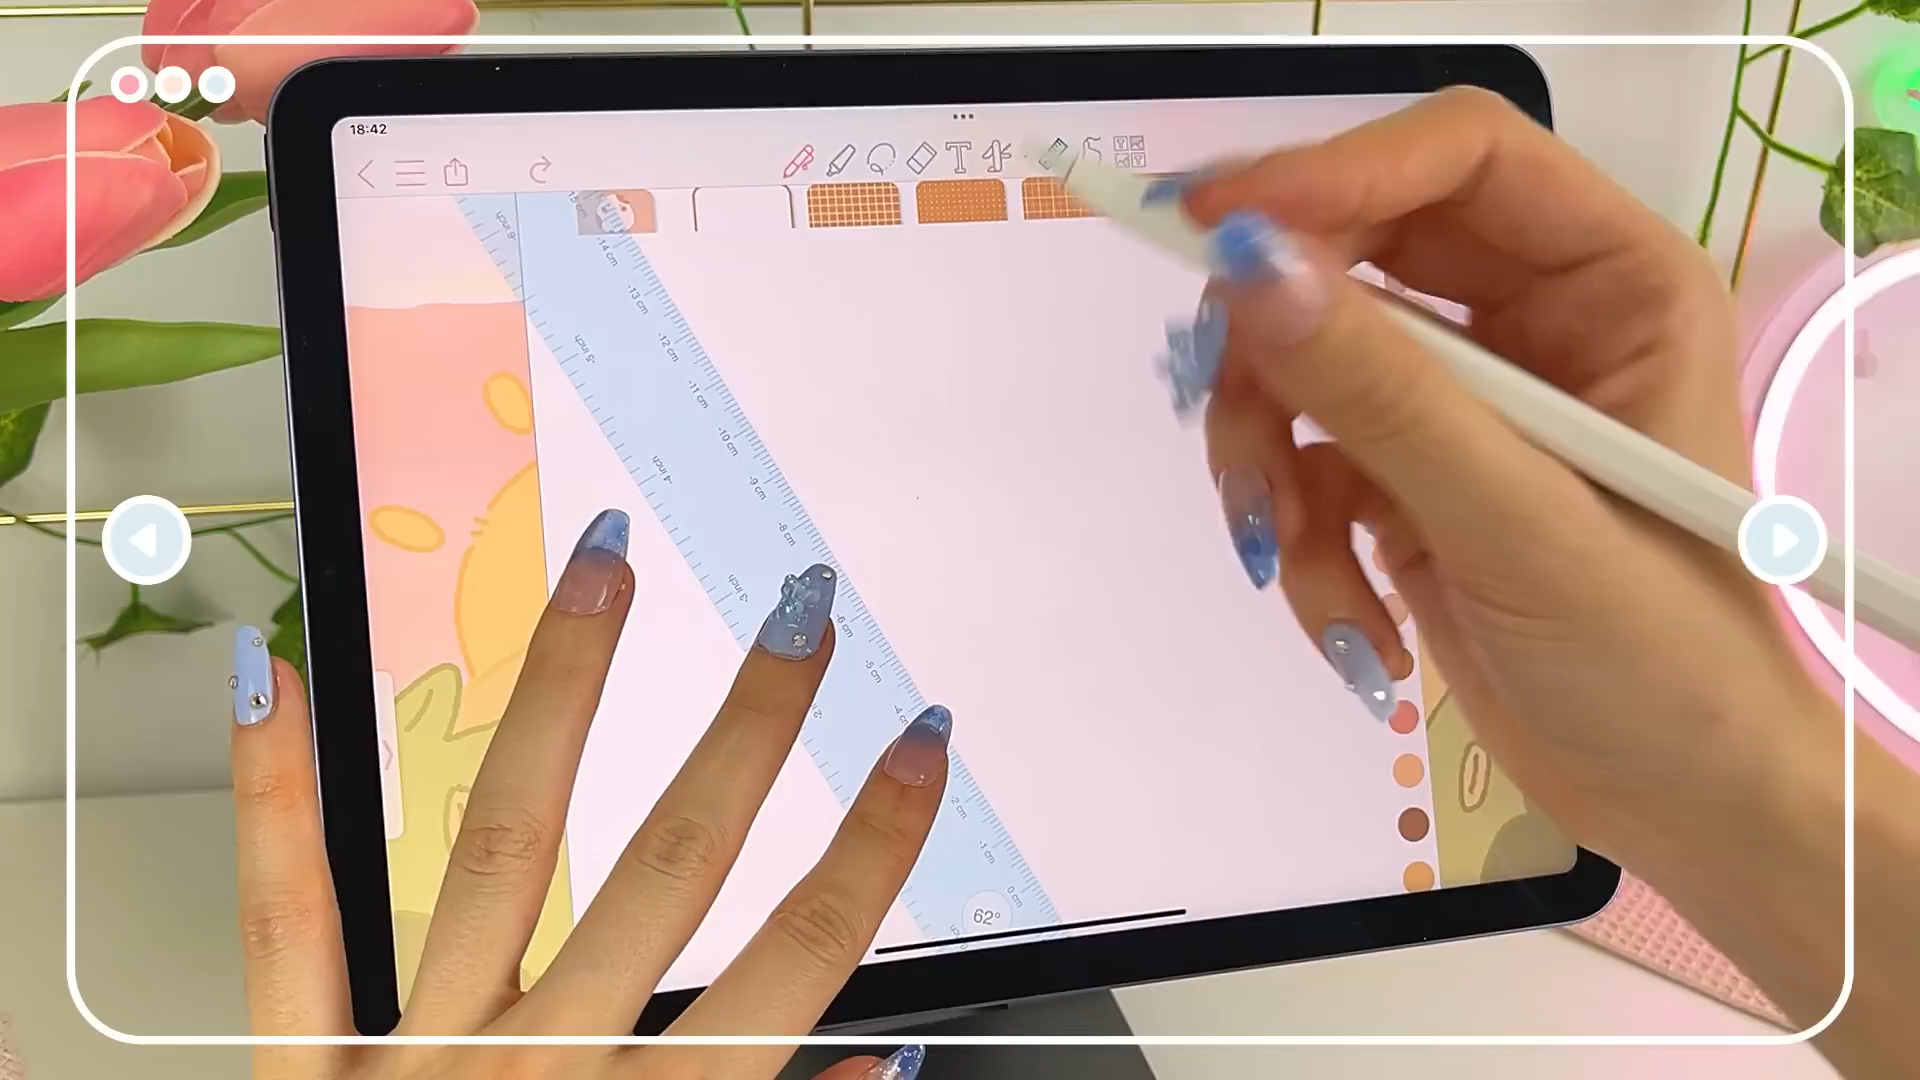 18:42
T
-6 inch
15 cm
-14 cm
-13 cm
-5 inch
-12 cm
-11 cm
-10 cm
-4 inch
-9 cm
-8 cm
-3 inch
-6 cm
-5 cm
-4 cm
-2 cm
-1 cm
0 cm
62°